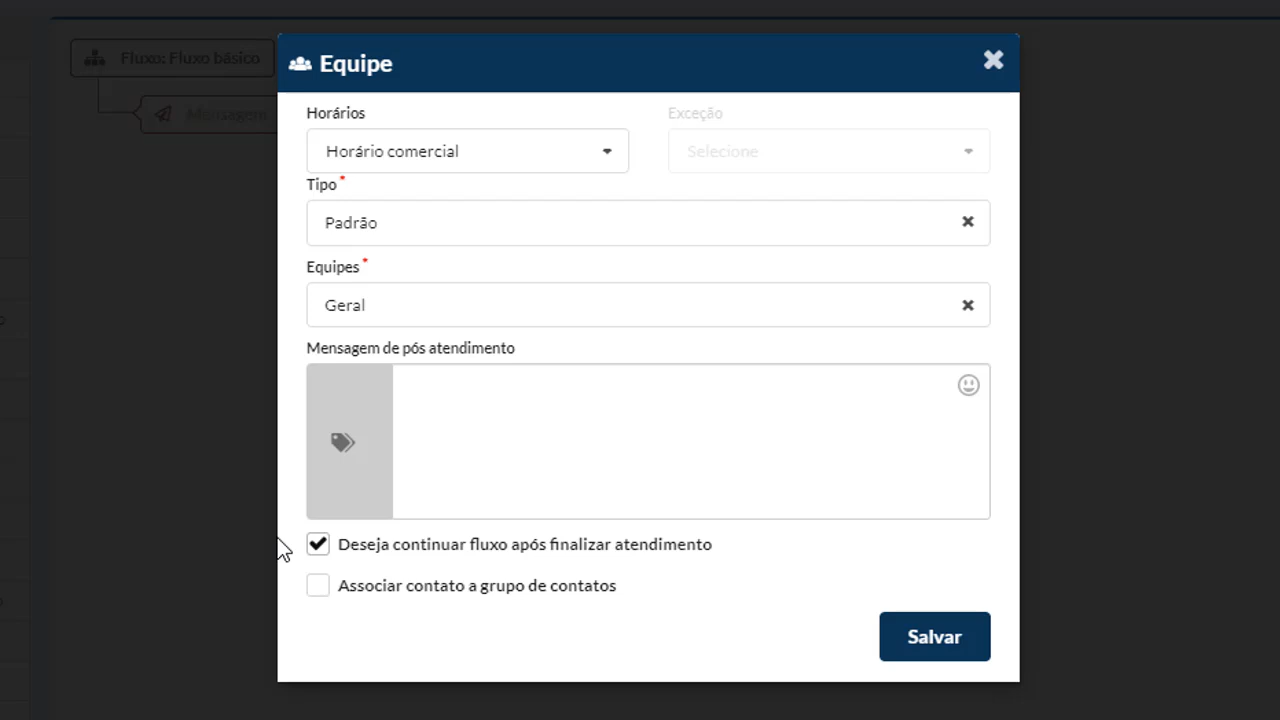 Fluxo: Fluxo básico
Mensagem
Equipe
Horários
Exceção
Horário comercial
Selecione
Tipo *
Padrão
Equipes *
Geral
Mensagem de pós atendimento
Deseja continuar fluxo após finalizar atendimento
Associar contato a grupo de contatos
Salvar